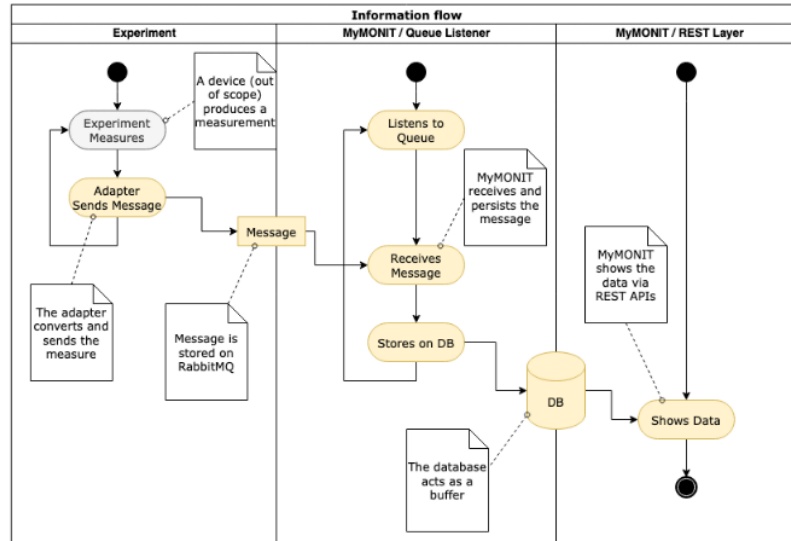 Information flow
Experiment
MyMONIT / Queue Listener
MyMONIT / REST Layer
A device (out
of scope)
produces a
measurement
Experiment
Measures
Listens to
Queue
Adapter
Sends Message
MyMONIT
receives and
persists the
message
Message
Receives
Message
MyMONIT
shows the
data via
REST APIs
The adapter
converts and
sends the
measure
Message is
stored on
RabbitMQ
Stores on DB
DB
Shows Data
The database
acts as a
buffer